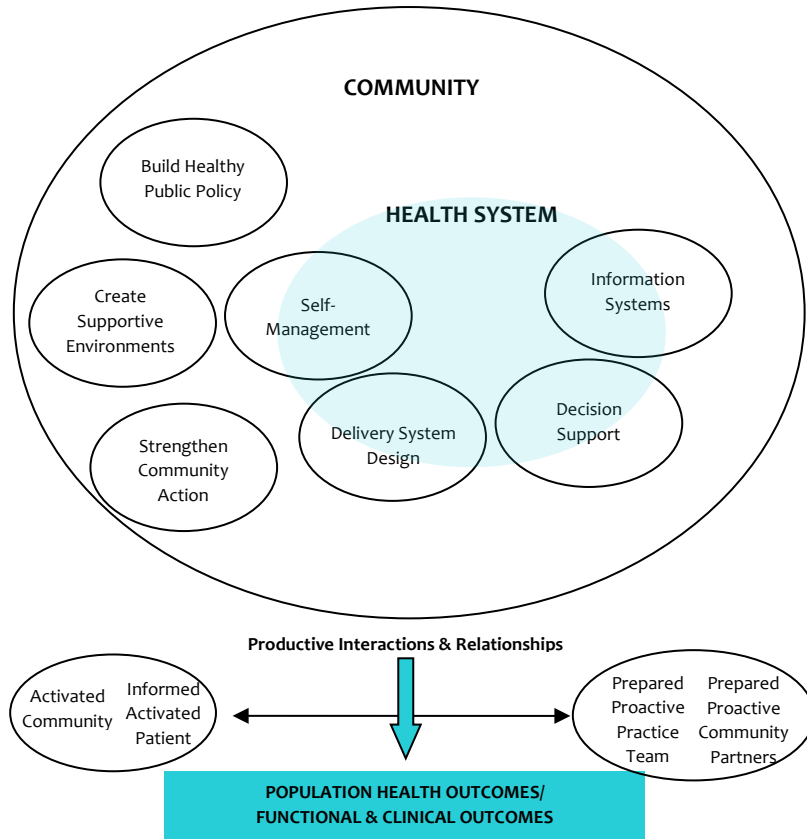 COMMUNITY
Build Healthy
Public Policy
HEALTH SYSTEM
Information
Systems
Create
Supportive
Environments
Self-
Management
Decision
Support
Delivery System
Design
Strengthen
Community
Action
Productive Interactions & Relationships
Activated
Community
Informed
Activated
Patient
Prepared
Proactive
Practice
Team
Prepared
Proactive
Community
Partners
POPULATION HEALTH OUTCOMES/
FUNCTIONAL & CLINICAL OUTCOMES